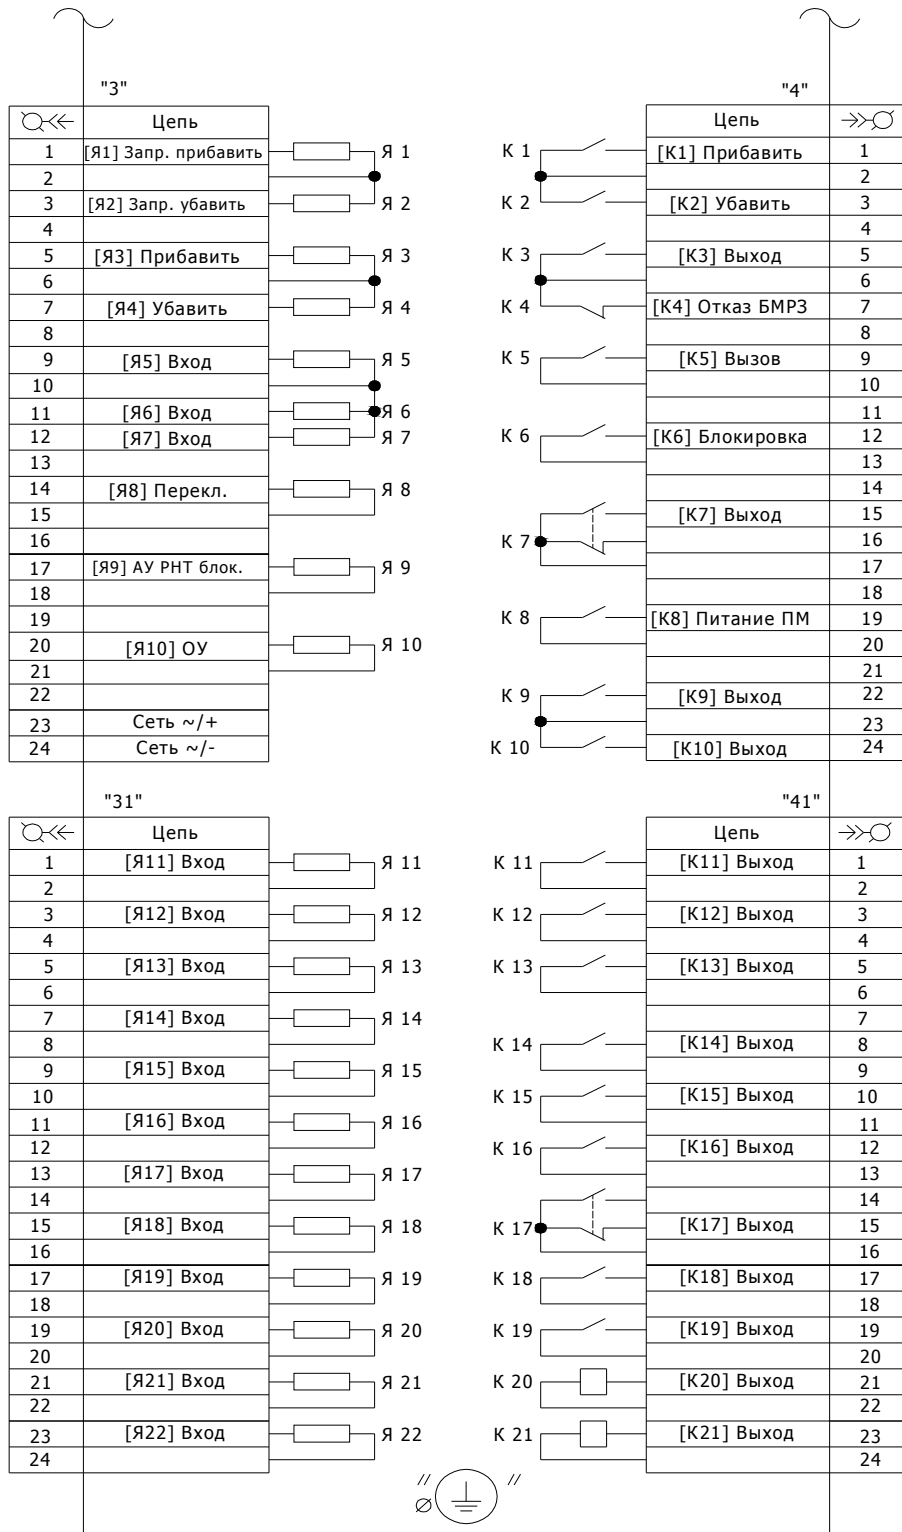 "3"
Цепь
1 [Я1] Запр. прибавить Я 1
2
3 [Я2] Запр. убавить Я 2
4
5 [Я3] Прибавить Я 3
6
7 [Я4] Убавить Я 4
8
9 [Я5] Вход Я 5
10
11 [Я6] Вход Я 6
12 [Я7] Вход Я 7
13
14 [Я8] Перекл. Я 8
15
16
17 [Я9] АУ РНТ блок. Я 9
18
19
20 [Я10] ОУ Я 10
21
22
23 Сеть ~/+
24 Сеть ~/-
"4"
Цепь
К 1 [К1] Прибавить 1
2
К 2 [К2] Убавить 3
4
К 3 [К3] Выход 5
6
К 4 [К4] Отказ БМРЗ 7
8
К 5 [К5] Вызов 9
10
11
К 6 [К6] Блокировка 12
13
14
[К7] Выход 15
К 7 16
17
18
К 8 [К8] Питание ПМ 19
20
21
К 9 [К9] Выход 22
23
К 10 [К10] Выход 24
"31"
Цепь
1 [Я11] Вход Я 11
2
3 [Я12] Вход Я 12
4
5 [Я13] Вход Я 13
6
7 [Я14] Вход Я 14
8
9 [Я15] Вход Я 15
10
11 [Я16] Вход Я 16
12
13 [Я17] Вход Я 17
14
15 [Я18] Вход Я 18
16
17 [Я19] Вход Я 19
18
19 [Я20] Вход Я 20
20
21 [Я21] Вход Я 21
22
23 [Я22] Вход Я 22
24
"41"
Цепь
К 11 [К11] Выход 1
2
К 12 [К12] Выход 3
4
К 13 [К13] Выход 5
6
7
К 14 [К14] Выход 8
9
К 15 [К15] Выход 10
11
К 16 [К16] Выход 12
13
14
К 17 [К17] Выход 15
16
К 18 [К18] Выход 17
18
К 19 [К19] Выход 19
20
К 20 [К20] Выход 21
22
К 21 [К21] Выход 23
24